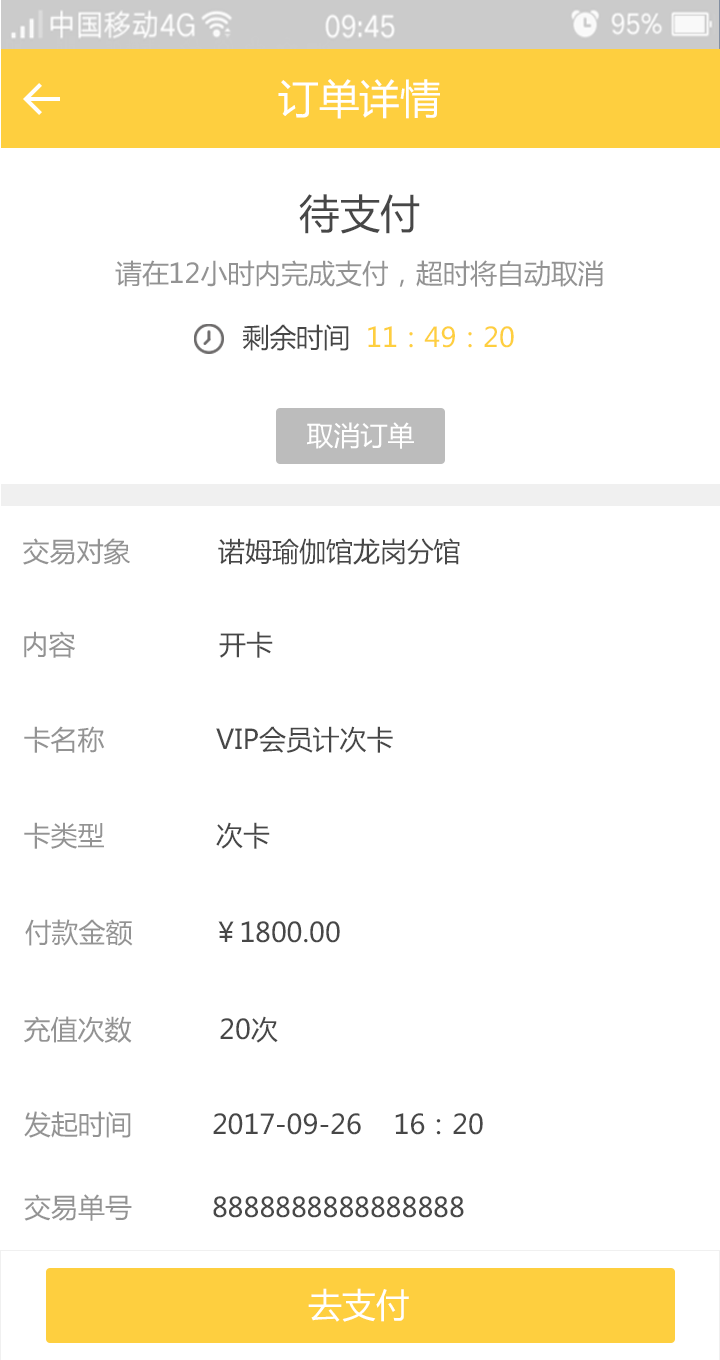 中国移动4G 09:45 95%
订单详情
待支付
请在12小时内完成支付，超时将自动取消
剩余时间 11：49：20
取消订单
交易对象 诺姆瑜伽馆龙岗分馆
内容 开卡
卡名称 VIP会员计次卡
卡类型 次卡
付款金额 ¥1800.00
充值次数 20次
发起时间 2017-09-26 16：20
交易单号 8888888888888888
去支付